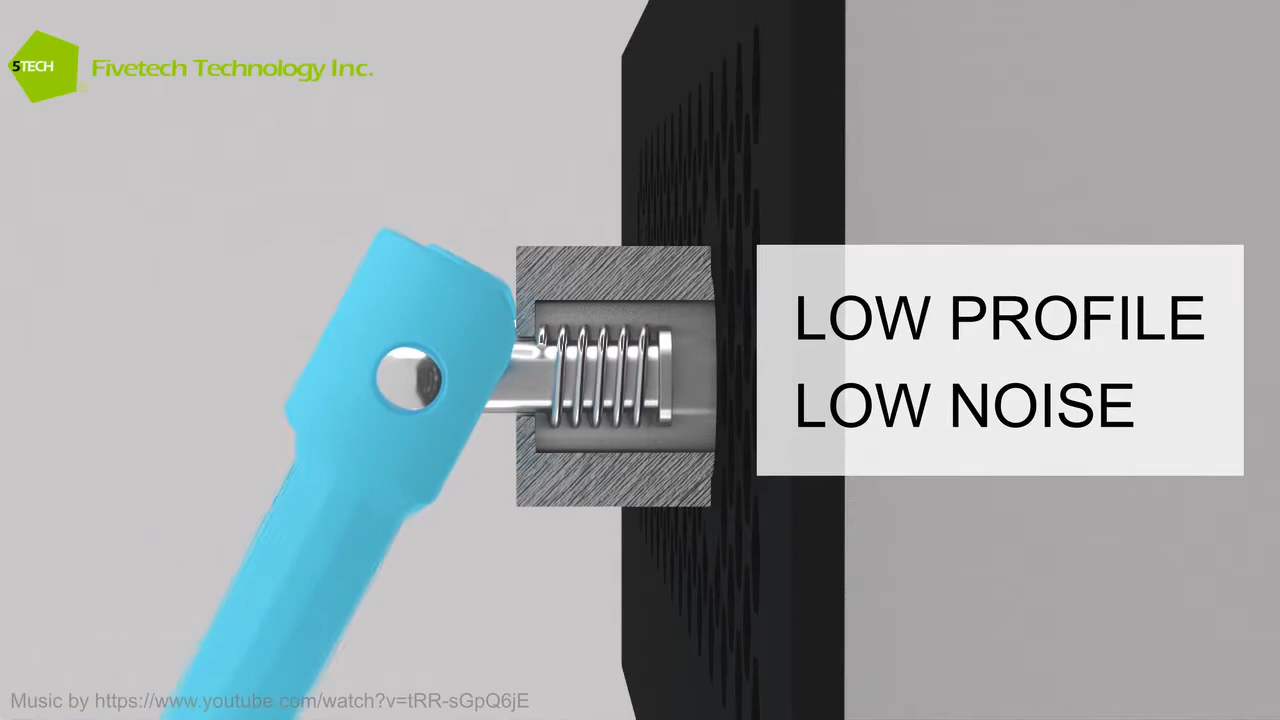 5TECH
Fivetech Technology Inc.
LOW PROFILE
LOW NOISE
Music by https://www.youtube.com/watch?v=tRR-sGpQ6jE